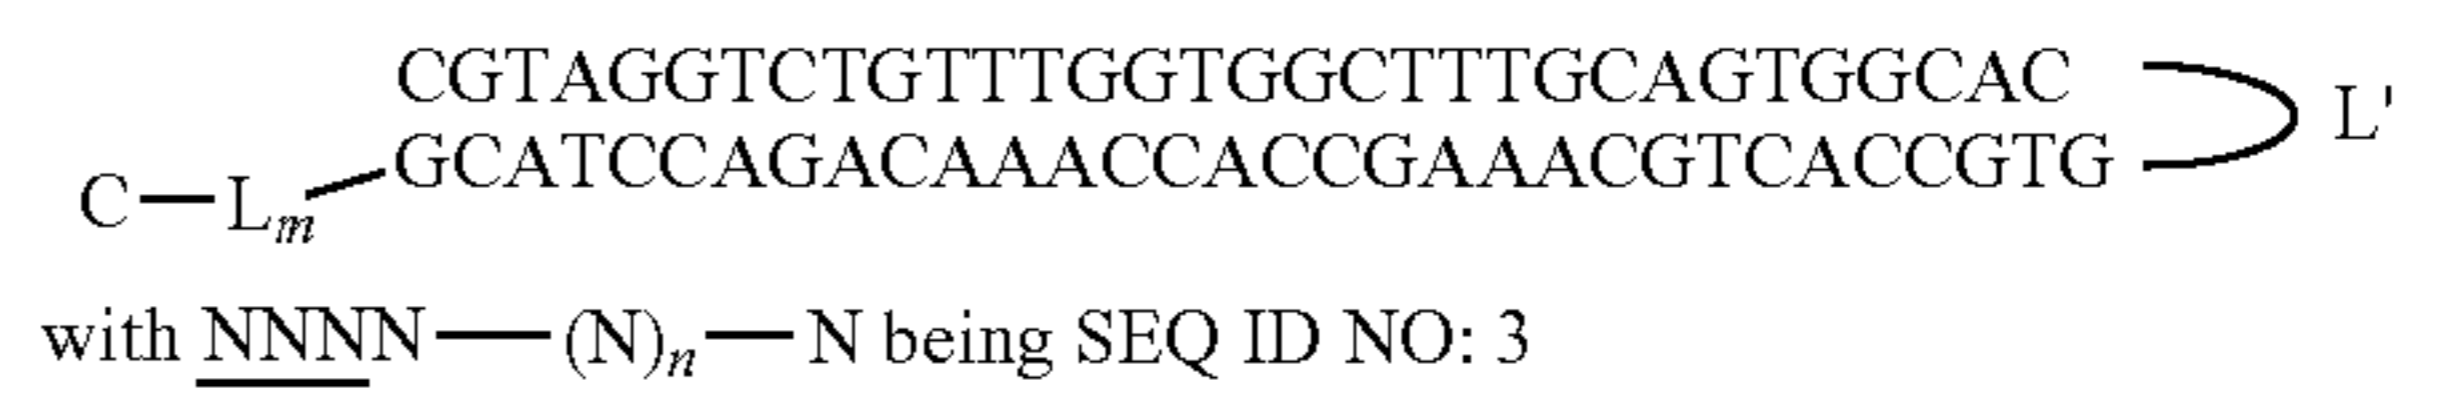 CGTAGGTCTGTTTGGTGGCTTTGCAGTGGCAC
GCATCCAGACAAACCACCGAAACGTCACCGTG
L'
C—Lm
with NNNN—(N)n—N being SEQ ID NO: 3